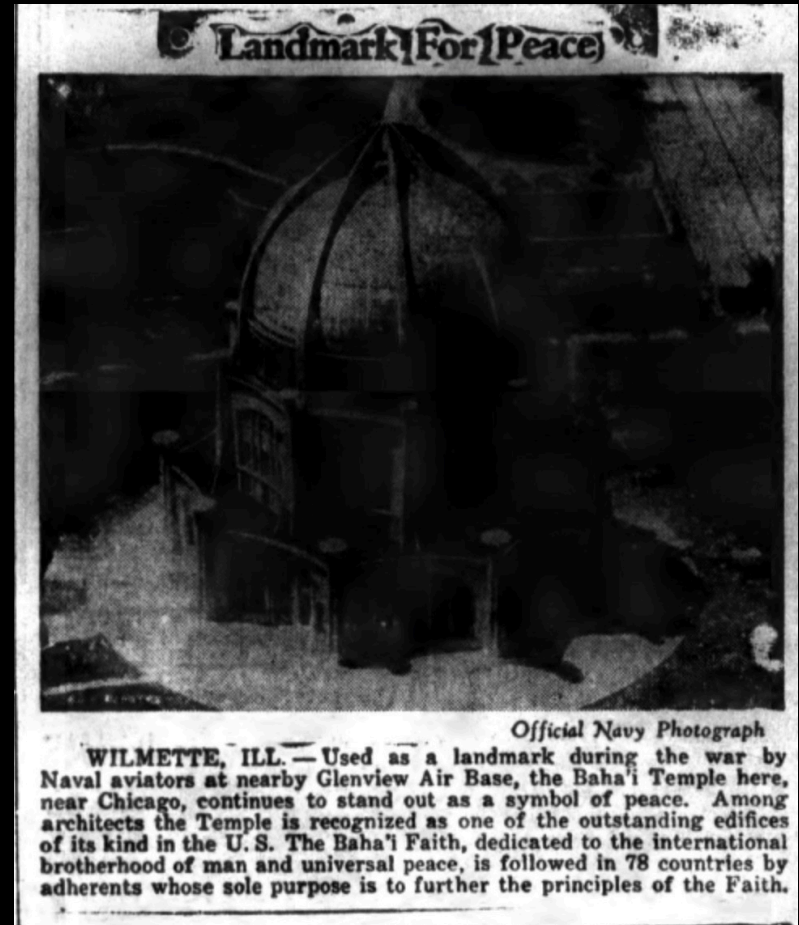 Landmark For Peace
Official Navy Photograph
WILMETTE, ILL. — Used as a landmark during the war by
Naval aviators at nearby Glenview Air Base, the Baha'i Temple here,
near Chicago, continues to stand out as a symbol of peace. Among
architects the Temple is recognized as one of the outstanding edifices
of its kind in the U. S. The Baha'i Faith, dedicated to the international
brotherhood of man and universal peace, is followed in 78 countries by
adherents whose sole purpose is to further the principles of the Faith.